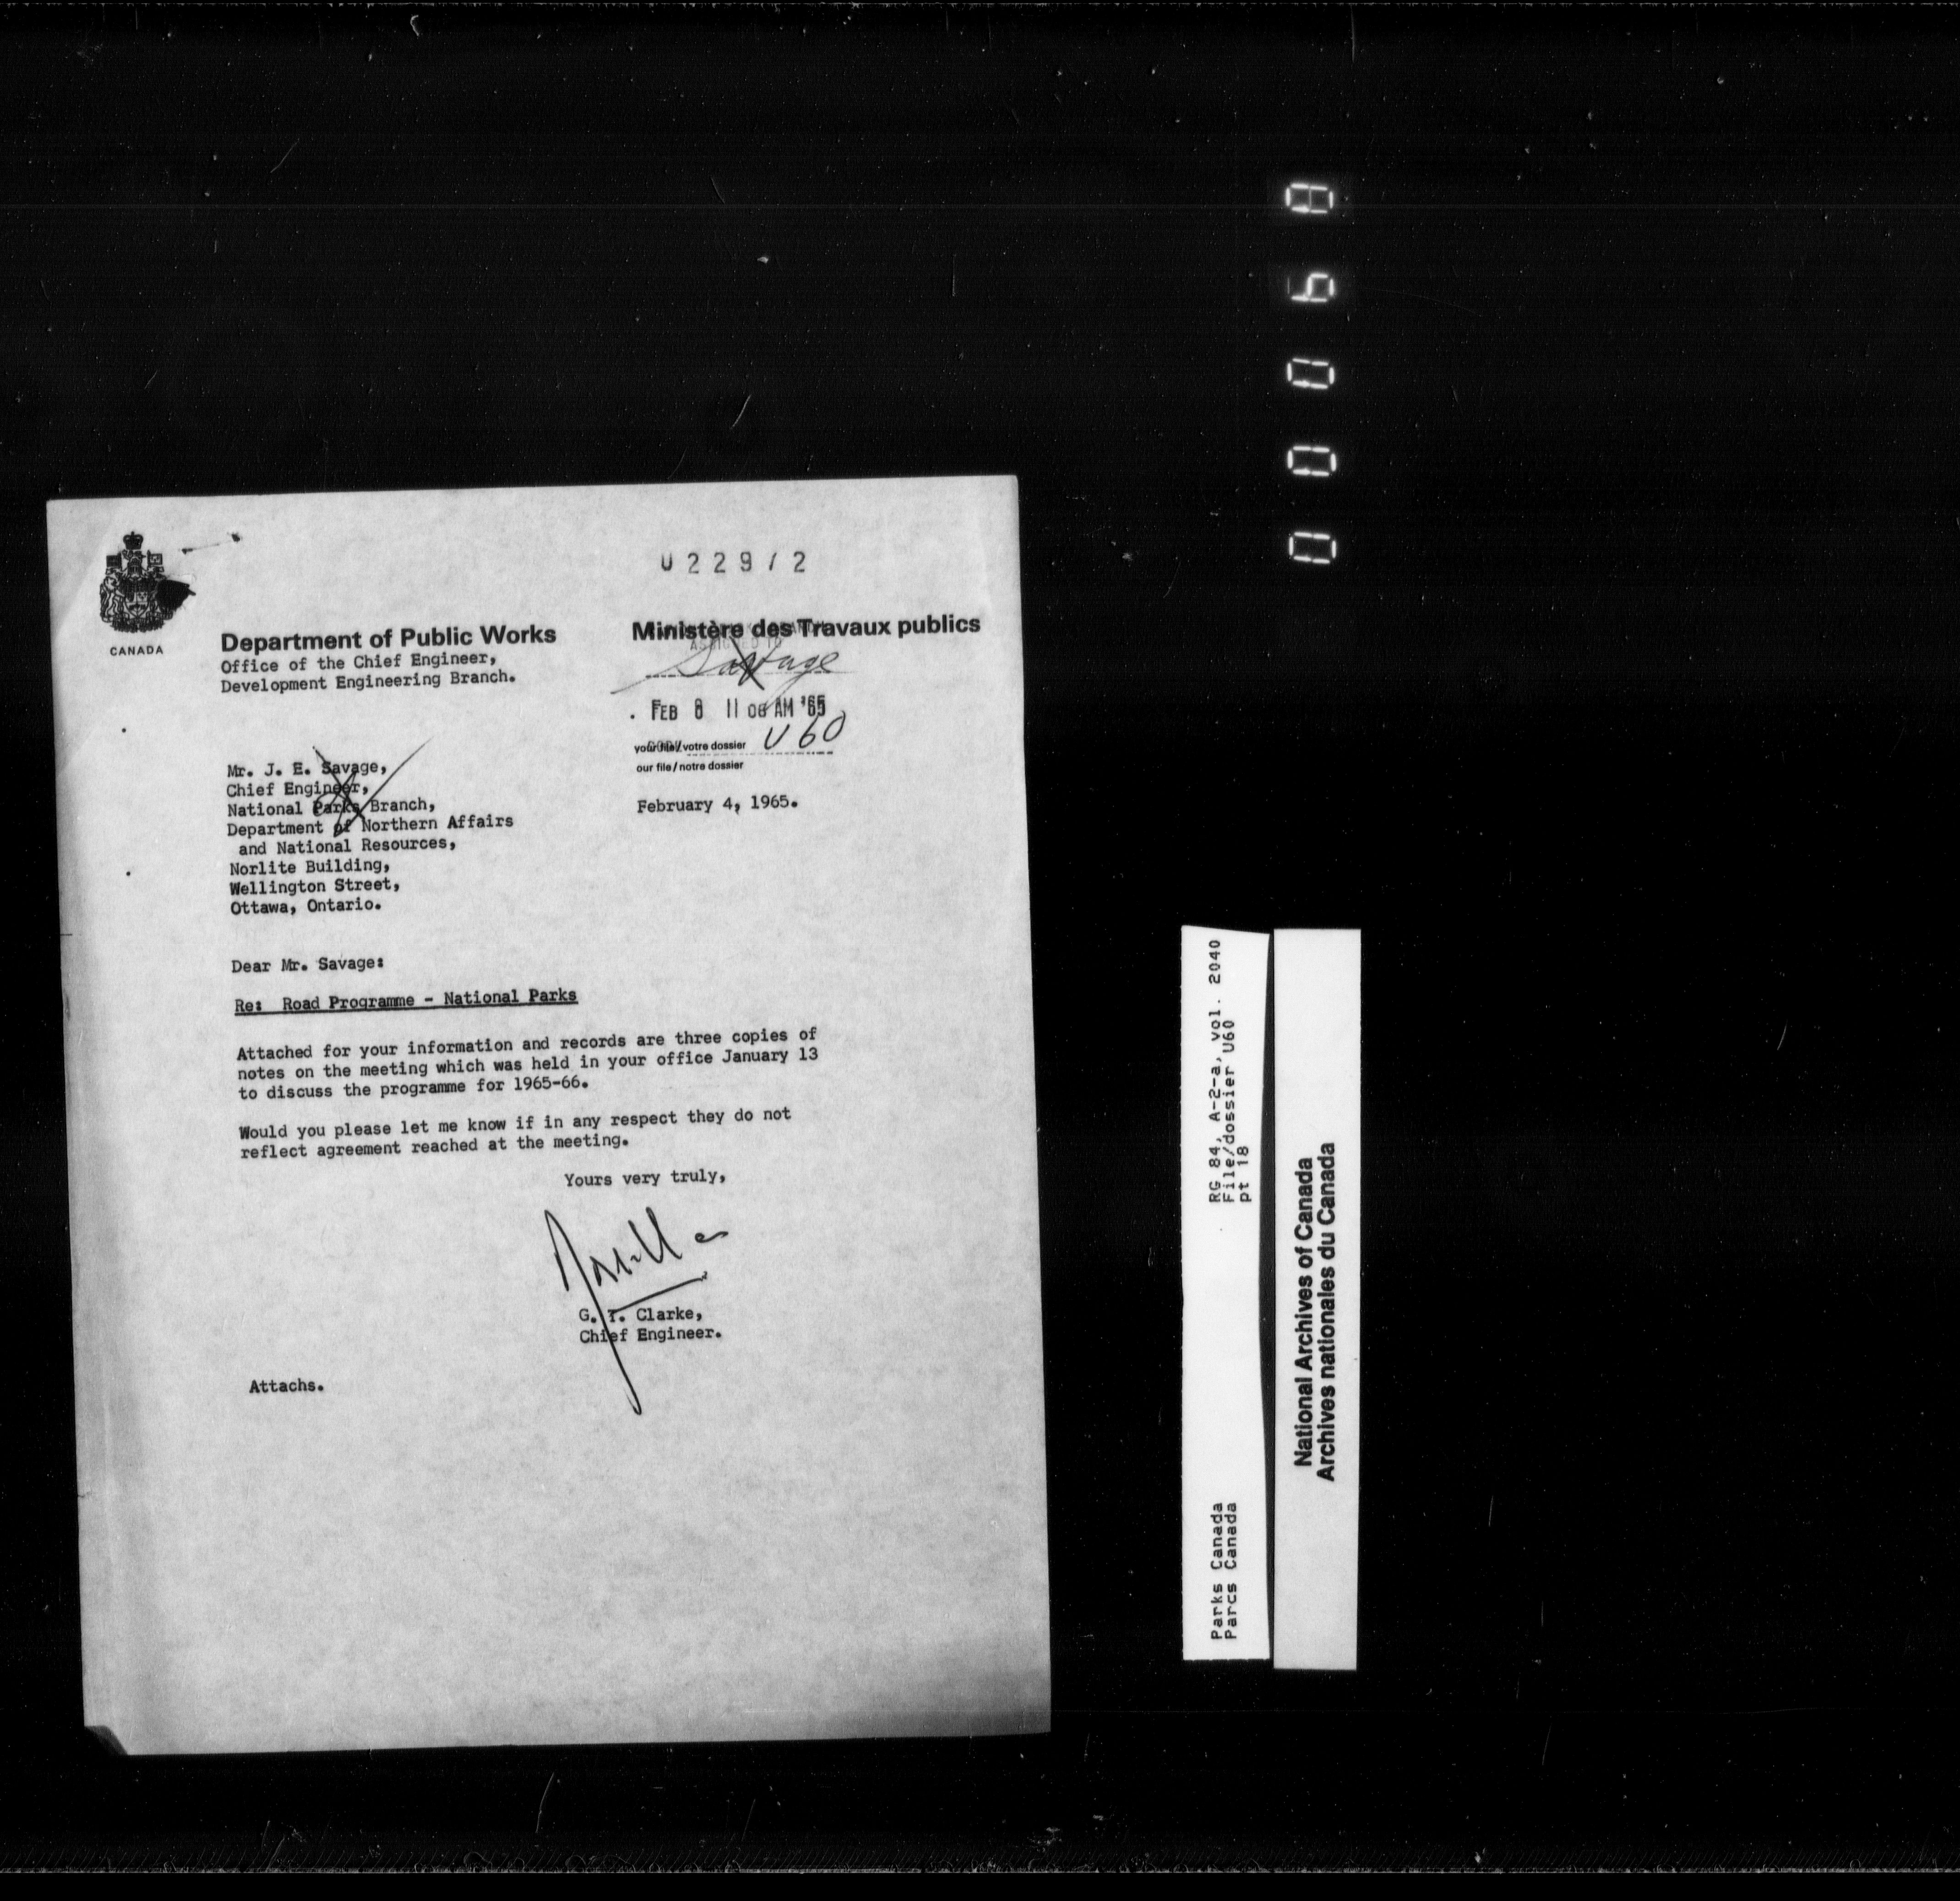 U 2 2 9 / 2
CANADA
Department of Public Works
Office of the Chief Engineer,
Development Engineering Branch.
Ministère des Travaux publics
ASSIGNED TO
Savage
FEB 8 11 06 AM '65
your file/votre dossier U 60
our file/notre dossier
February 4, 1965.
Mr. J. E. Savage,
Chief Engineer,
National Parks Branch,
Department of Northern Affairs
and National Resources,
Norlite Building,
Wellington Street,
Ottawa, Ontario.
Dear Mr. Savage:
Re: Road Programme - National Parks
Attached for your information and records are three copies of
notes on the meeting which was held in your office January 13
to discuss the programme for 1965-66.
Would you please let me know if in any respect they do not
reflect agreement reached at the meeting.
Yours very truly,
G. T. Clarke,
Chief Engineer.
Attachs.
Parks Canada
Parcs Canada
RG 84, A-2-a, vol. 2040
File/dossier U60
pt 18
National Archives of Canada
Archives nationales du Canada